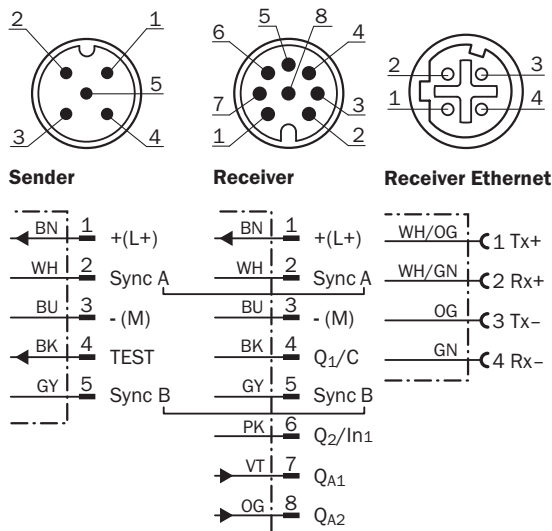 2 1 5 3 4
5 8 6 4 7 3 1 2
2 3 1 4
Sender
BN 1 +(L+)
WH 2 Sync A
BU 3 - (M)
BK 4 TEST
GY 5 Sync B
Receiver
BN 1 +(L+)
WH 2 Sync A
BU 3 - (M)
BK 4 Q1/C
GY 5 Sync B
PK 6 Q2/In1
VT 7 QA1
OG 8 QA2
Receiver Ethernet
WH/OG 1 Tx+
WH/GN 2 Rx+
OG 3 Tx–
GN 4 Rx–